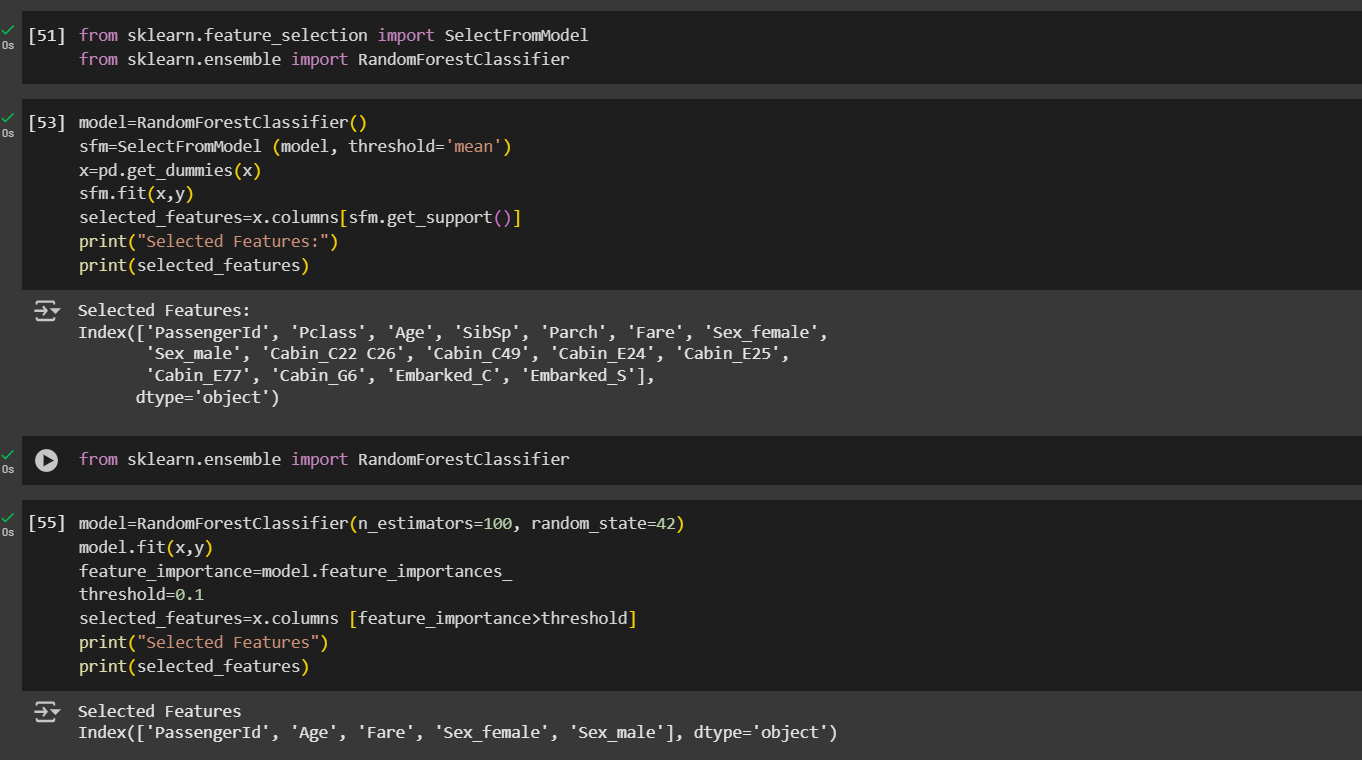 [51] from sklearn.feature_selection import SelectFromModel
0s
from sklearn.ensemble import RandomForestClassifier
[53] model=RandomForestClassifier()
0s
sfm=SelectFromModel (model, threshold='mean')
x=pd.get_dummies(x)
sfm.fit(x,y)
selected_features=x.columns[sfm.get_support()]
print("Selected Features:")
print(selected_features)
Selected Features:
Index(['PassengerId', 'Pclass', 'Age', 'SibSp', 'Parch', 'Fare', 'Sex_female',
'Sex_male', 'Cabin_C22 C26', 'Cabin_C49', 'Cabin_E24', 'Cabin_E25',
'Cabin_E77', 'Cabin_G6', 'Embarked_C', 'Embarked_S'],
dtype='object')
from sklearn.ensemble import RandomForestClassifier
0s
[55] model=RandomForestClassifier(n_estimators=100, random_state=42)
0s
model.fit(x,y)
feature_importance=model.feature_importances_
threshold=0.1
selected_features=x.columns [feature_importance>threshold]
print("Selected Features")
print(selected_features)
Selected Features
Index(['PassengerId', 'Age', 'Fare', 'Sex_female', 'Sex_male'], dtype='object')